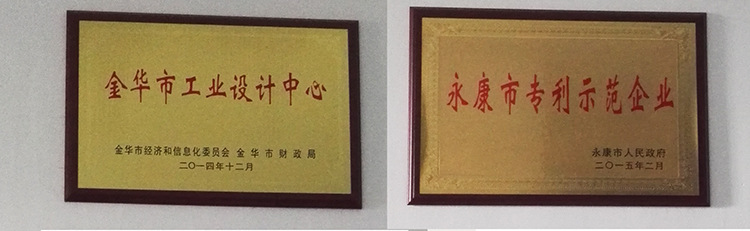 金华市工业设计中心
金华市经济和信息化委员会 金华市财政局
二〇一四年十二月
永康市专利示范企业
永康市人民政府
二〇一五年二月